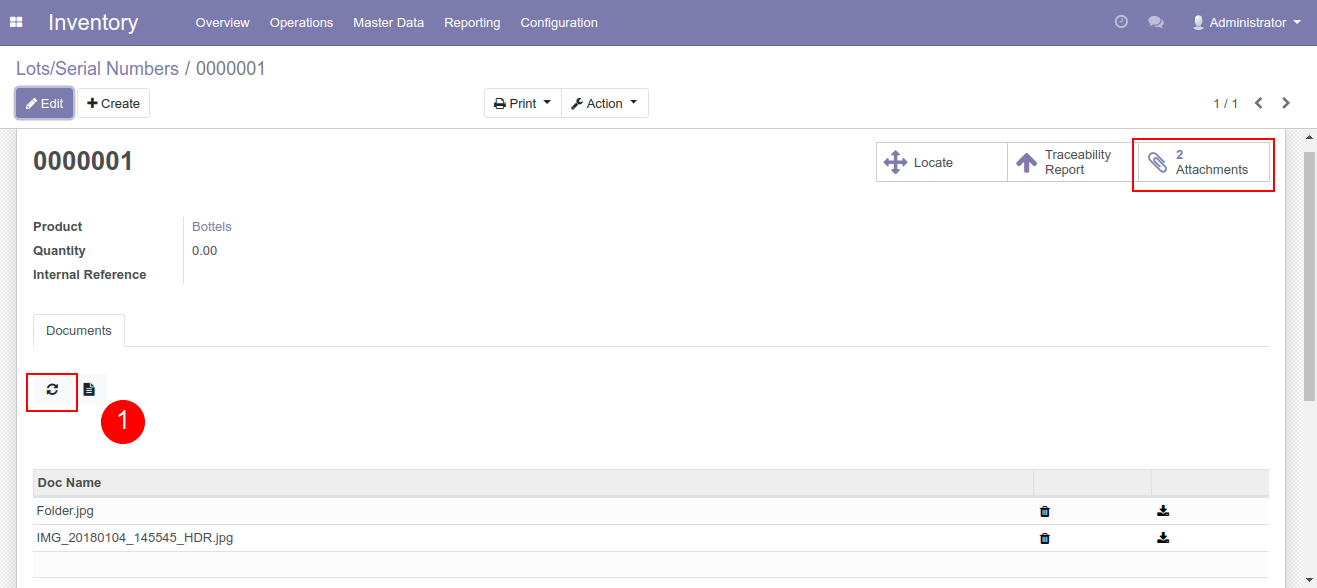 Inventory Overview Operations Master Data Reporting Configuration Administrator
Lots/Serial Numbers / 0000001
Edit Create Print Action 1 / 1
0000001
Locate
Traceability
Report
2
Attachments
Product Bottels
Quantity 0.00
Internal Reference
Documents
1
Doc Name
Folder.jpg
IMG_20180104_145545_HDR.jpg